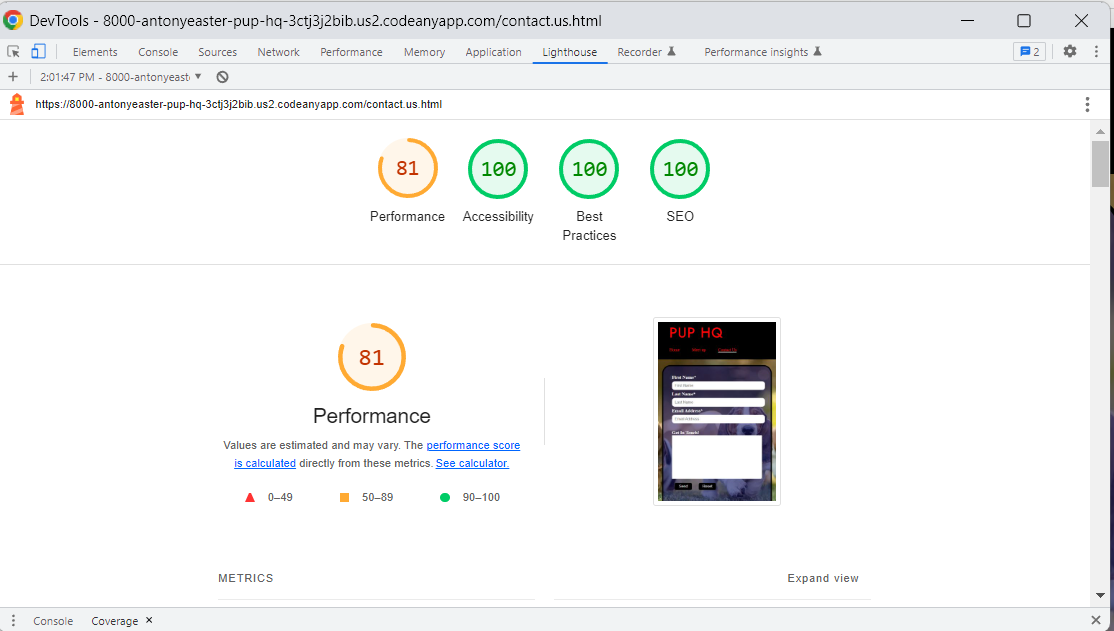 DevTools - 8000-antonyeaster-pup-hq-3ctj3j2bib.us2.codeanyapp.com/contact.us.html
Elements Console Sources Network Performance Memory Application Lighthouse Recorder Performance insights 2
2:01:47 PM - 8000-antonyeast
https://8000-antonyeaster-pup-hq-3ctj3j2bib.us2.codeanyapp.com/contact.us.html
81 100 100 100
Performance Accessibility Best Practices SEO
81
Performance
Values are estimated and may vary. The performance score
is calculated directly from these metrics. See calculator.
0–49 50–89 90–100
PUP HQ
First Name*
First Name
Last Name*
Last Name
Email Address*
Email Address
Get In Touch!
Send Reset
METRICS
Expand view
Console Coverage